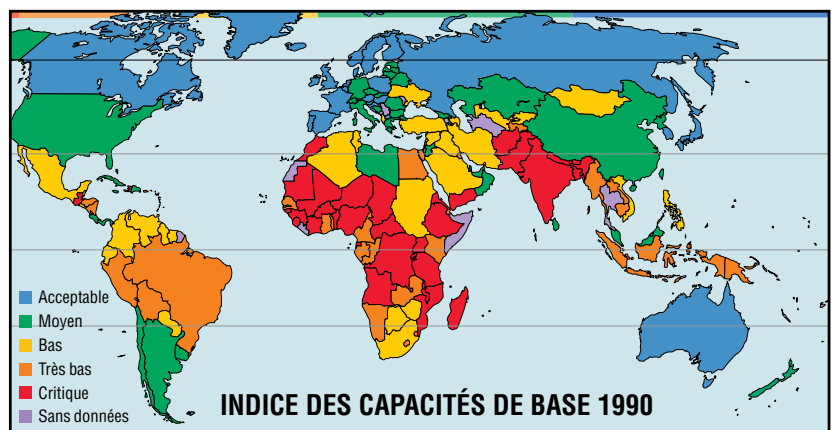 Acceptable
Moyen
Bas
Très bas
Critique
Sans données
INDICE DES CAPACITÉS DE BASE 1990